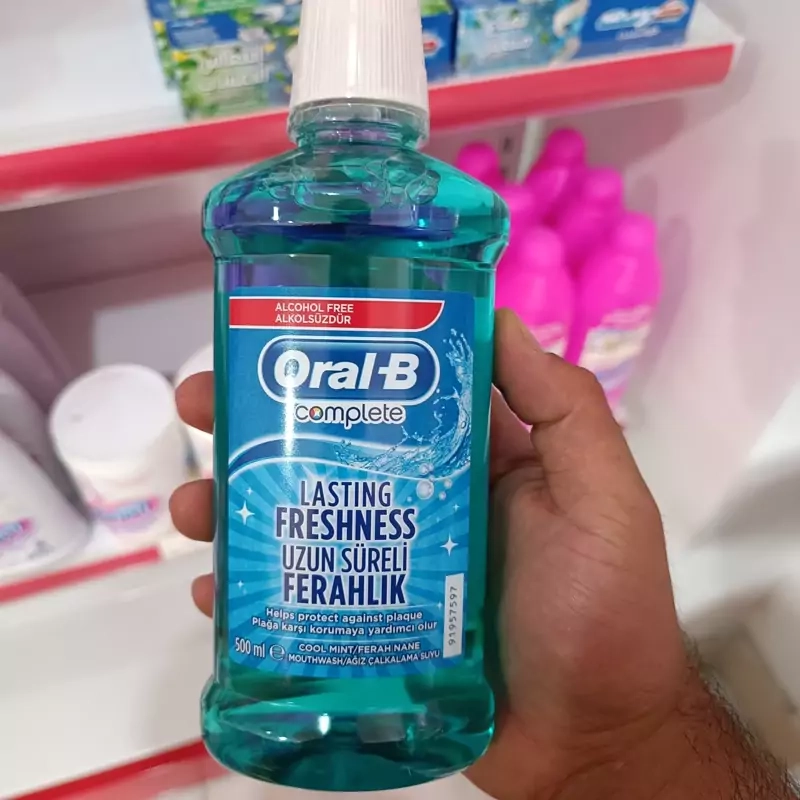 ALCOHOL FREE
ALKOLSÜZDÜR
Oral-B
complete
LASTING
FRESHNESS
UZUN SÜRELİ
FERAHLIK
Helps protect against plaque
Plağa karşı korumaya yardımcı olur
500 ml e COOL MINT/FERAH NANE
MOUTHWASH/AĞIZ ÇALKALAMA SUYU
91957597